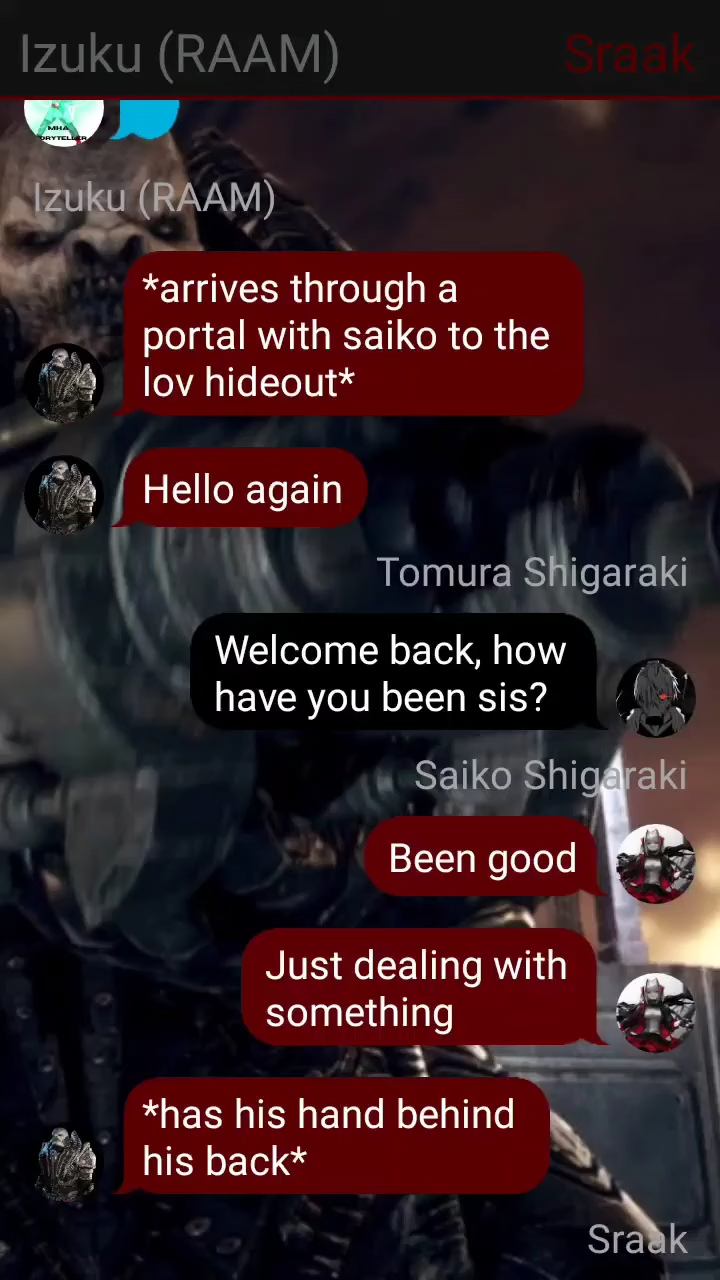 Izuku (RAAM)
Sraak
MHA
Izuku (RAAM)
*arrives through a
portal with saiko to the
lov hideout*
Hello again
Tomura Shigaraki
Welcome back, how
have you been sis?
Saiko Shigaraki
Been good
Just dealing with
something
*has his hand behind
his back*
Sraak